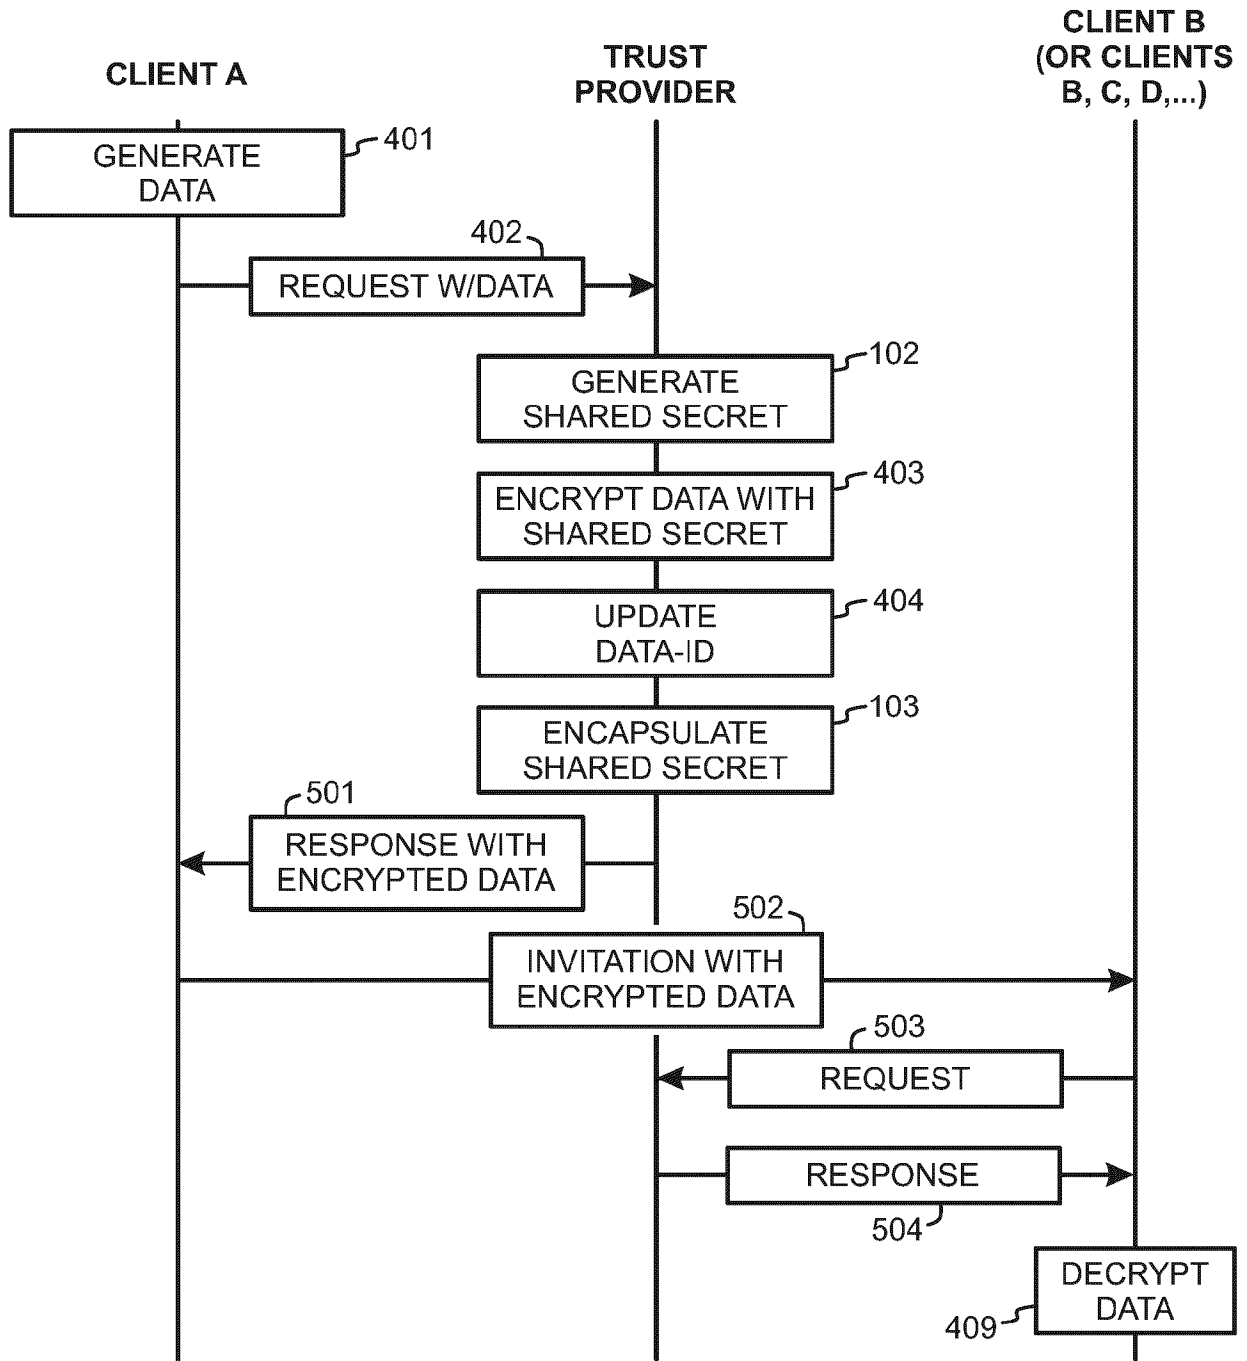 CLIENT A
TRUST
PROVIDER
CLIENT B
(OR CLIENTS
B, C, D,...)
401
GENERATE
DATA
402
REQUEST W/DATA
102
GENERATE
SHARED SECRET
403
ENCRYPT DATA WITH
SHARED SECRET
404
UPDATE
DATA-ID
103
ENCAPSULATE
SHARED SECRET
501
RESPONSE WITH
ENCRYPTED DATA
502
INVITATION WITH
ENCRYPTED DATA
503
REQUEST
RESPONSE
504
DECRYPT
DATA
409